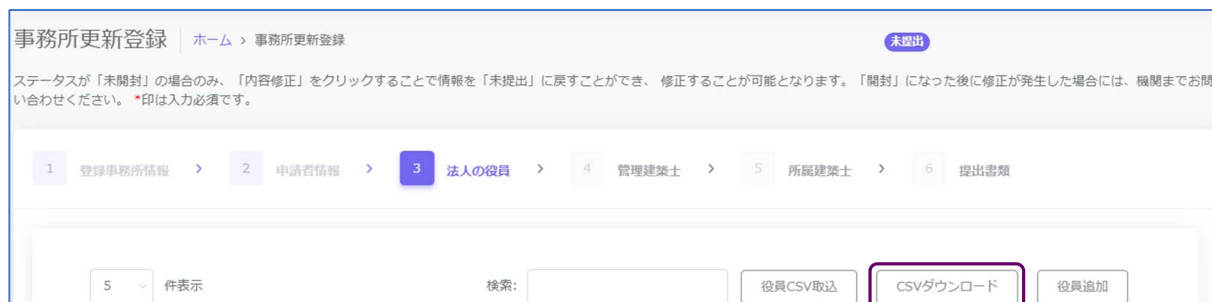 事務所更新登録 ホーム > 事務所更新登録 未提出
ステータスが「未開封」の場合のみ、「内容修正」をクリックすることで情報を「未提出」に戻すことができ、 修正することが可能となります。「開封」になった後に修正が発生した場合には、機関までお問
い合わせください。 *印は入力必須です。
1 登録事務所情報 > 2 申請者情報 > 3 法人の役員 > 4 管理建築士 > 5 所属建築士 > 6 提出書類
5 件表示 検索: 役員CSV取込 CSVダウンロード 役員追加